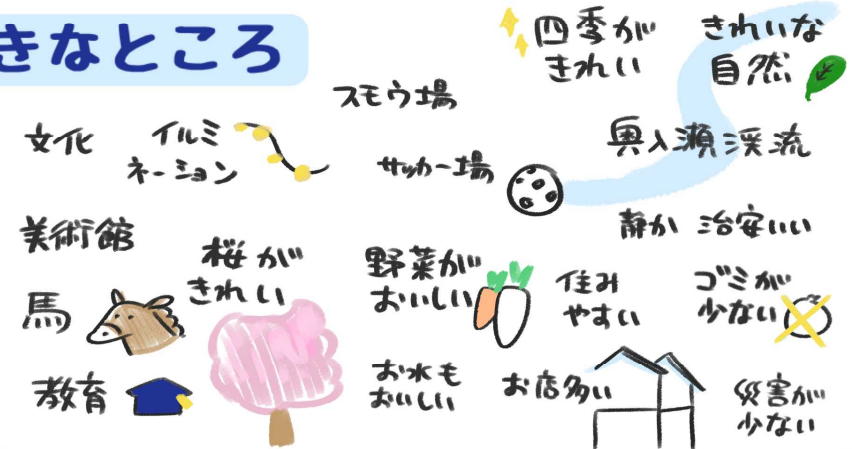 きなところ
四季が
きれい
きれいな
自然
スモウ場
文化
イルミ
ネーション
サッカー場
奥入瀬渓流
静か 治安いい
美術館
桜が
きれい
野菜が
おいしい
住み
やすい
ゴミが
少ない
馬
教育
お水も
おいしい
お店多い
災害が
少ない